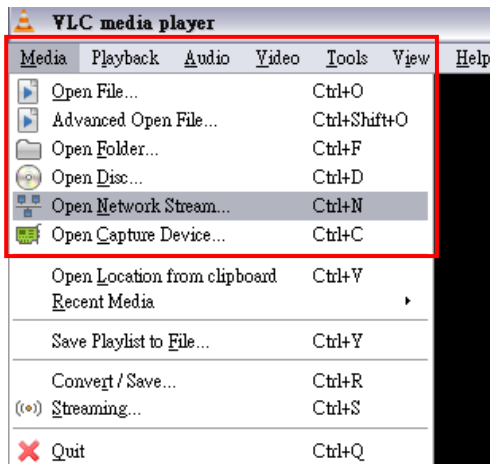 VLC media player
Media Playback Audio Video Tools View Help
Open File... Ctrl+O
Advanced Open File... Ctrl+Shift+O
Open Folder... Ctrl+F
Open Disc... Ctrl+D
Open Network Stream... Ctrl+N
Open Capture Device... Ctrl+C
Open Location from clipboard Ctrl+V
Recent Media
Save Playlist to File... Ctrl+Y
Convert / Save... Ctrl+R
Streaming... Ctrl+S
Quit Ctrl+Q